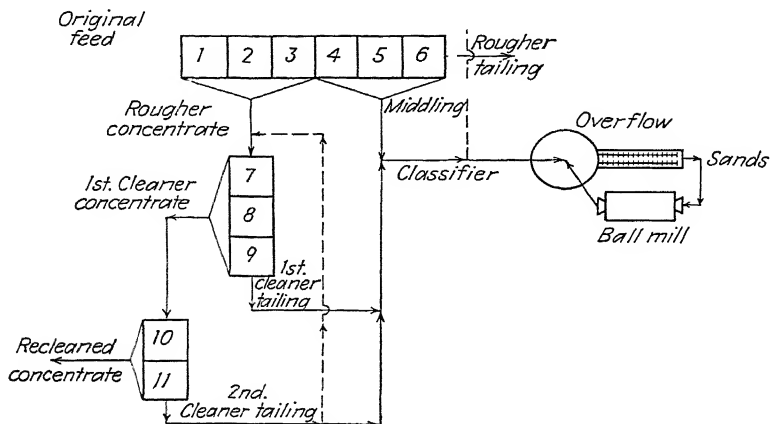 Original
feed
1 2 3 4 5 6
Rougher
tailing
Rougher
concentrate
Middling
Overflow
Classifier
Sands
Ball mill
1st. Cleaner
concentrate
7
8
9
1st.
cleaner
tailing
10
11
Recleaned
concentrate
2nd.
Cleaner tailing